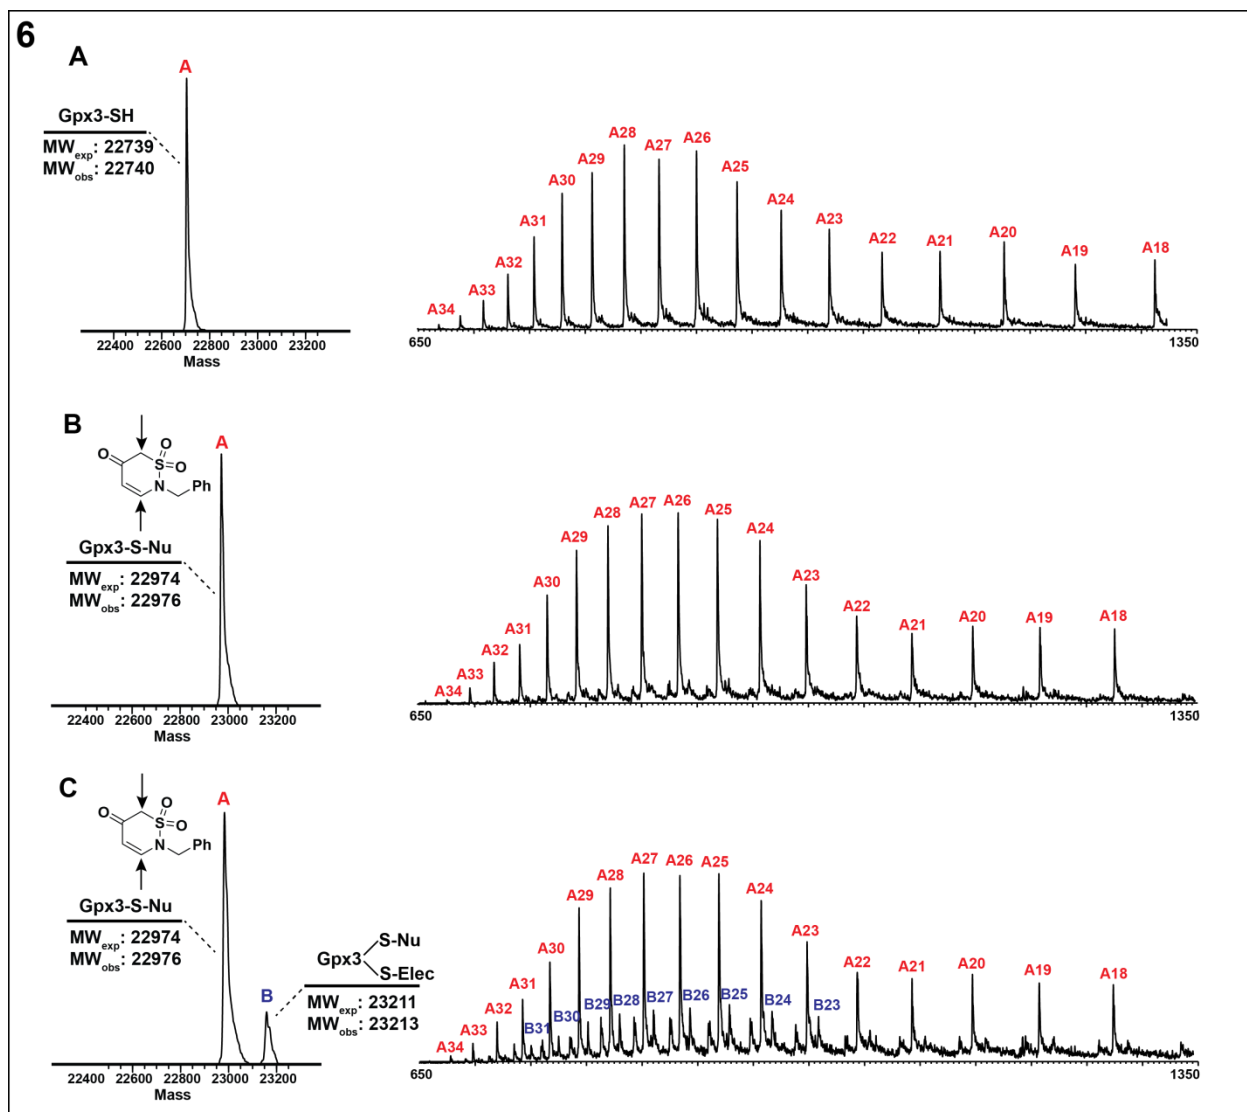 6
A
A
Gpx3-SH
MWexp: 22739
MWobs: 22740
22400 22600 22800 23000 23200
Mass
A34 A33 A32 A31 A30 A29 A28 A27 A26 A25 A24 A23 A22 A21 A20 A19 A18
650 1350
B
A
O O
O S
N Ph
Gpx3-S-Nu
MWexp: 22974
MWobs: 22976
22400 22600 22800 23000 23200
Mass
A34 A33 A32 A31 A30 A29 A28 A27 A26 A25 A24 A23 A22 A21 A20 A19 A18
650 1350
C
A
O O
O S
N Ph
Gpx3-S-Nu
MWexp: 22974
MWobs: 22976
B
S-Nu
Gpx3
S-Elec
MWexp: 23211
MWobs: 23213
22400 22600 22800 23000 23200
Mass
A34 A33 A32 A31 A30 A29 A28 A27 A26 A25 A24 A23 A22 A21 A20 A19 A18
B31 B30 B29 B28 B27 B26 B25 B24 B23
650 1350